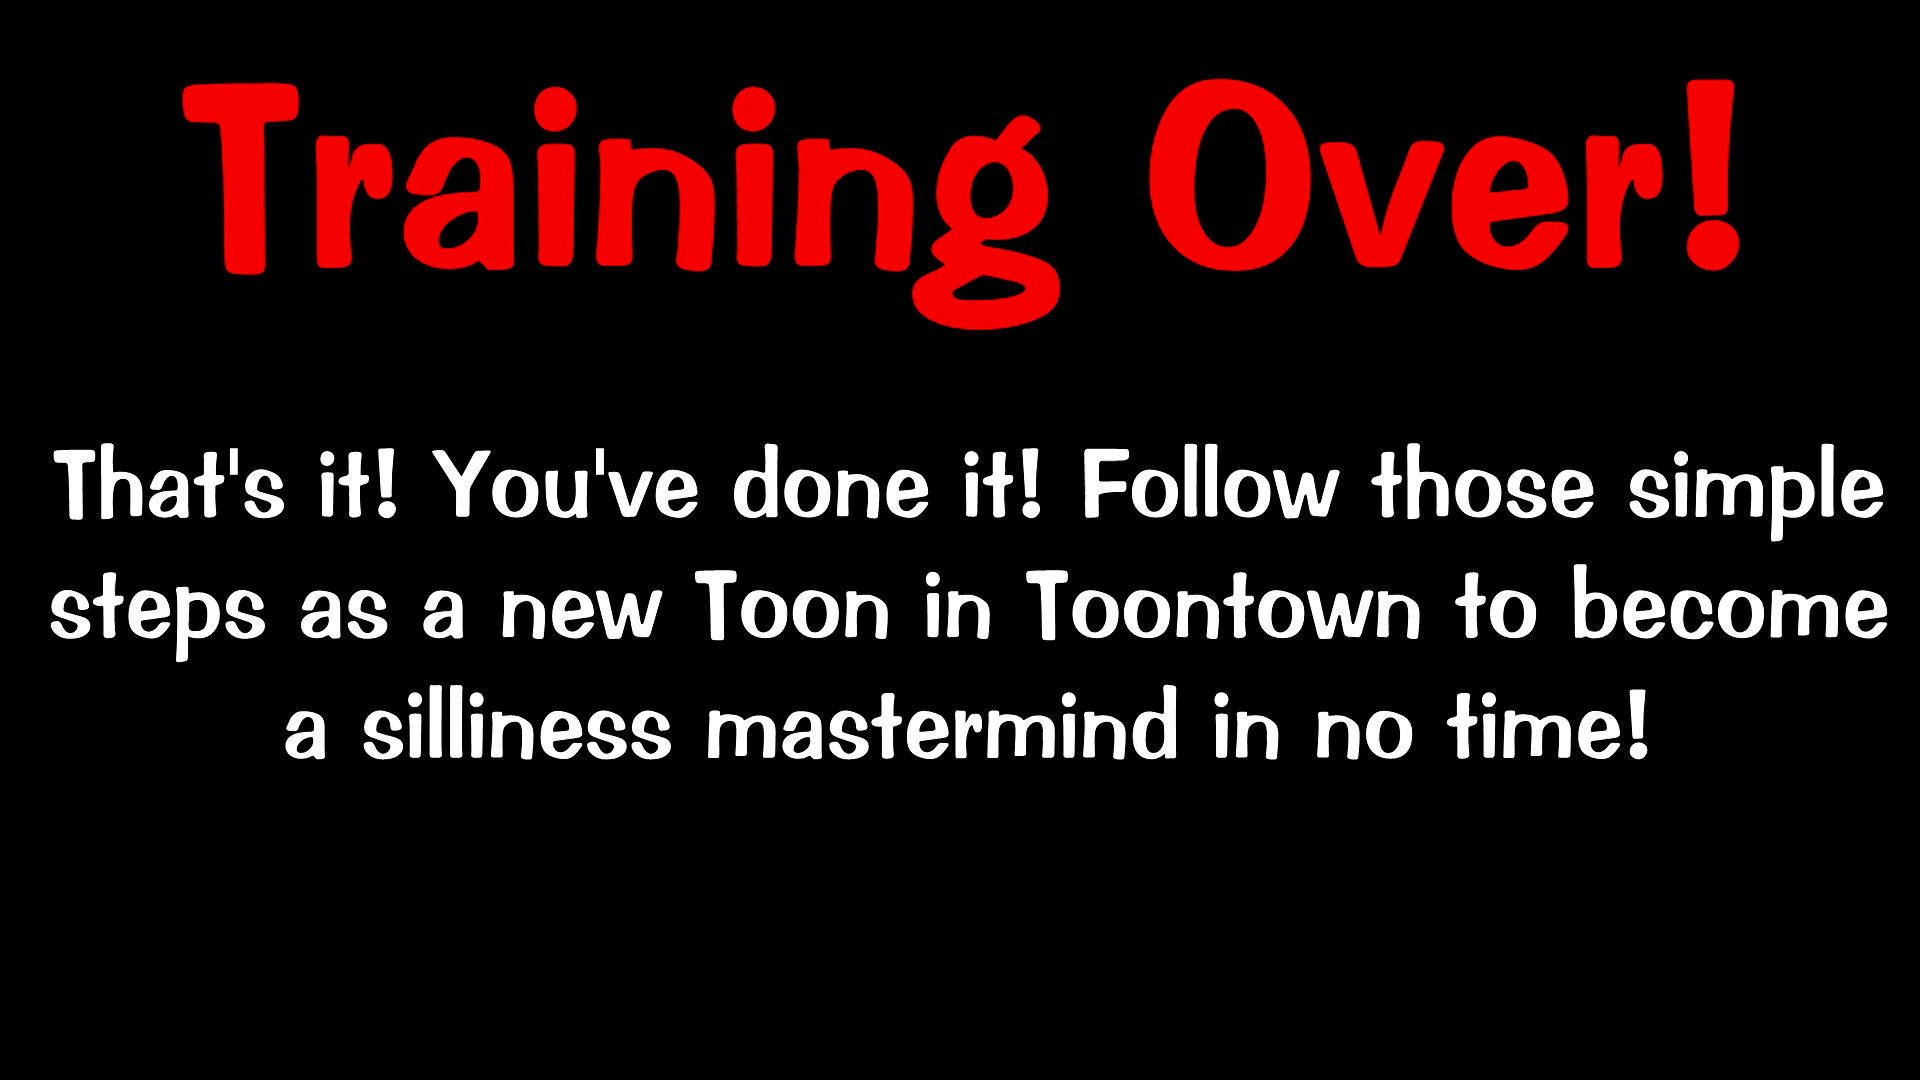 Training Over!
That's it! You've done it! Follow those simple
steps as a new Toon in Toontown to become
a silliness mastermind in no time!